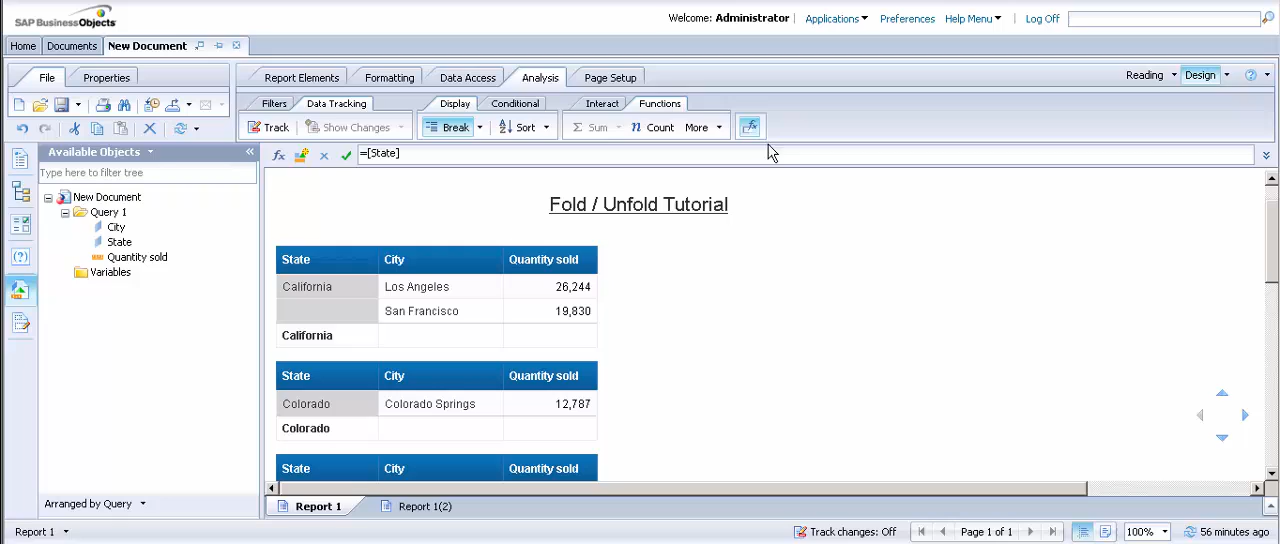 SAP BusinessObjects
Welcome: Administrator Applications Preferences Help Menu Log Off
Home Documents New Document
File Properties Report Elements Formatting Data Access Analysis Page Setup Reading Design
Filters Data Tracking Display Conditional Interact Functions
Track Show Changes Break Sort Sum Count More
Available Objects
=[State]
Type here to filter tree
New Document
Query 1
City
State
Quantity sold
Variables
Fold / Unfold Tutorial
State City Quantity sold
California Los Angeles 26,244
San Francisco 19,830
California
State City Quantity sold
Colorado Colorado Springs 12,787
Colorado
State City Quantity sold
Arranged by Query
Report 1 Report 1(2)
Report 1 Track changes: Off Page 1 of 1 100% 56 minutes ago